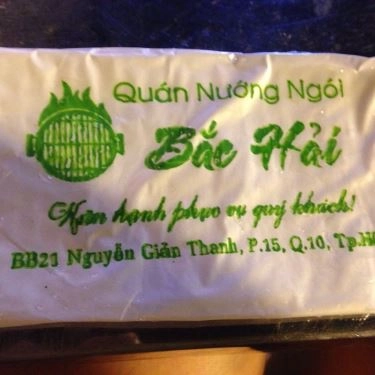 Quán Nướng Ngói
Bắc Hải
Hân hạnh phục vụ quý khách!
BB21 Nguyễn Giản Thanh, P.15, Q.10, Tp.H